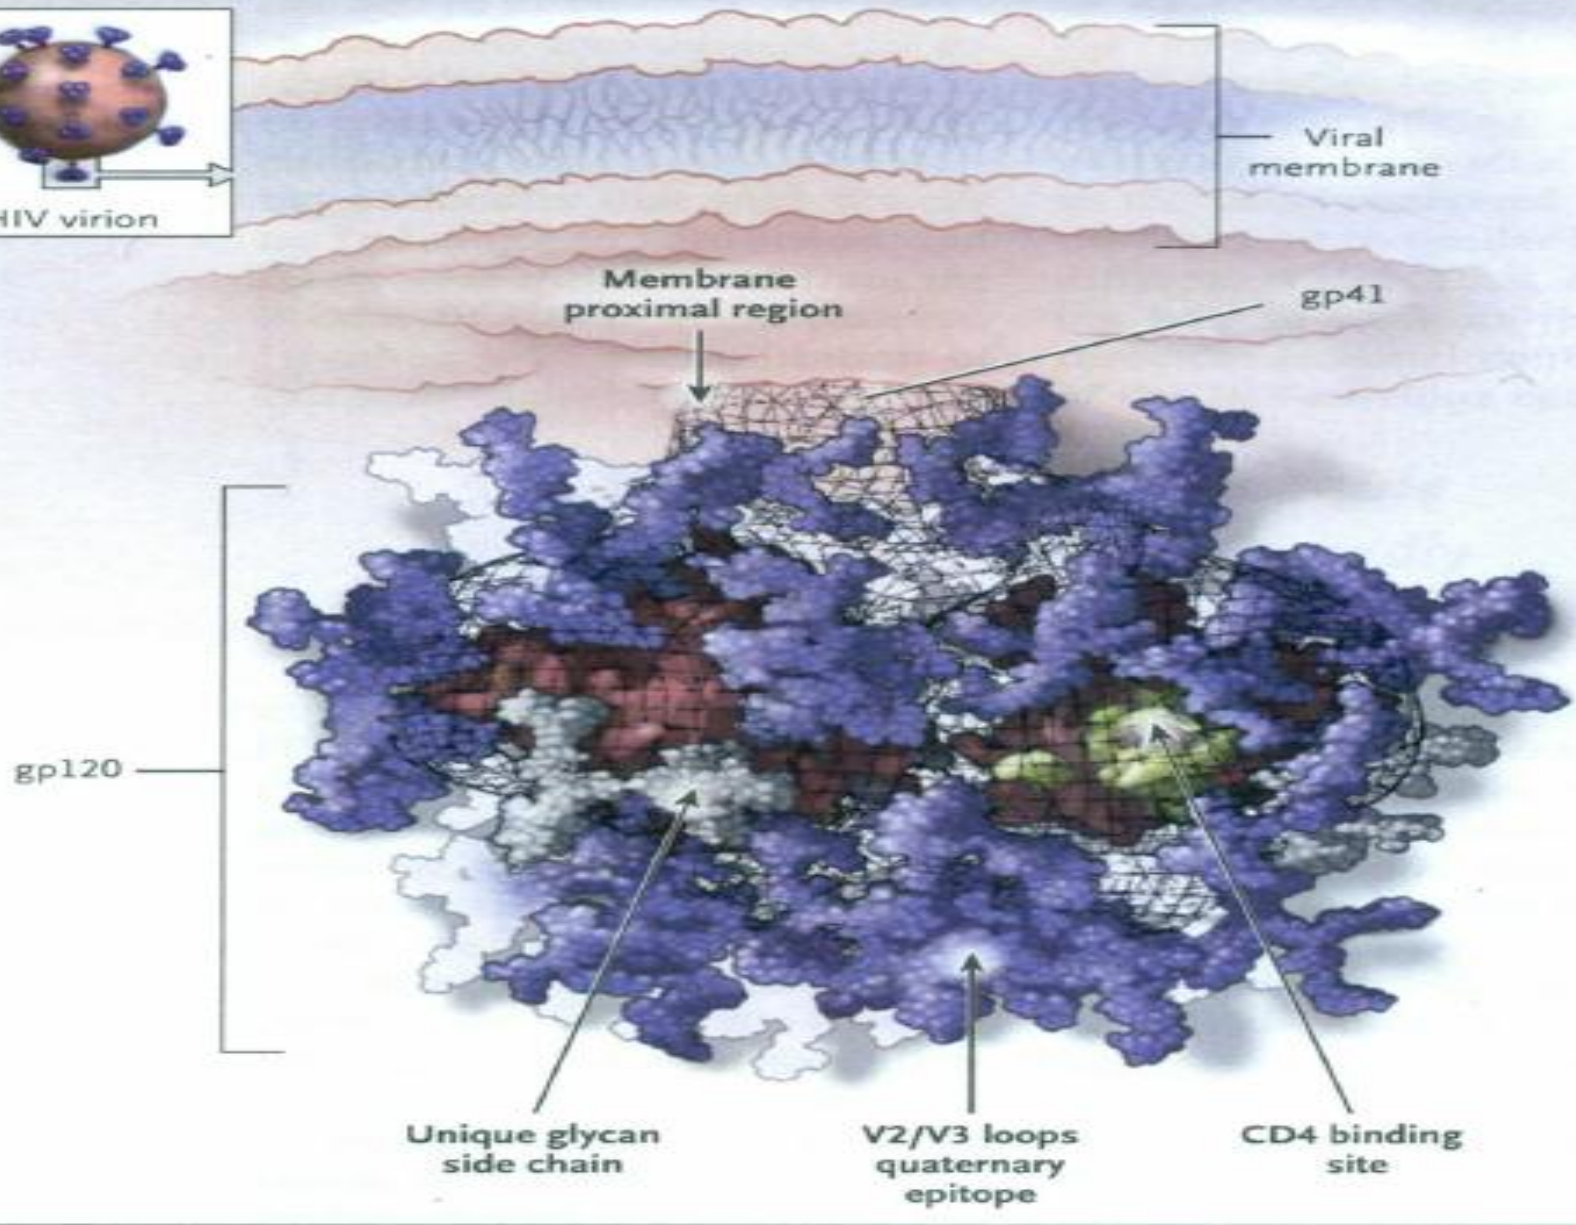 HIV virion
Viral
membrane
Membrane
proximal region
gp41
gp120
Unique glycan
side chain
V2/V3 loops
quaternary
epitope
CD4 binding
site